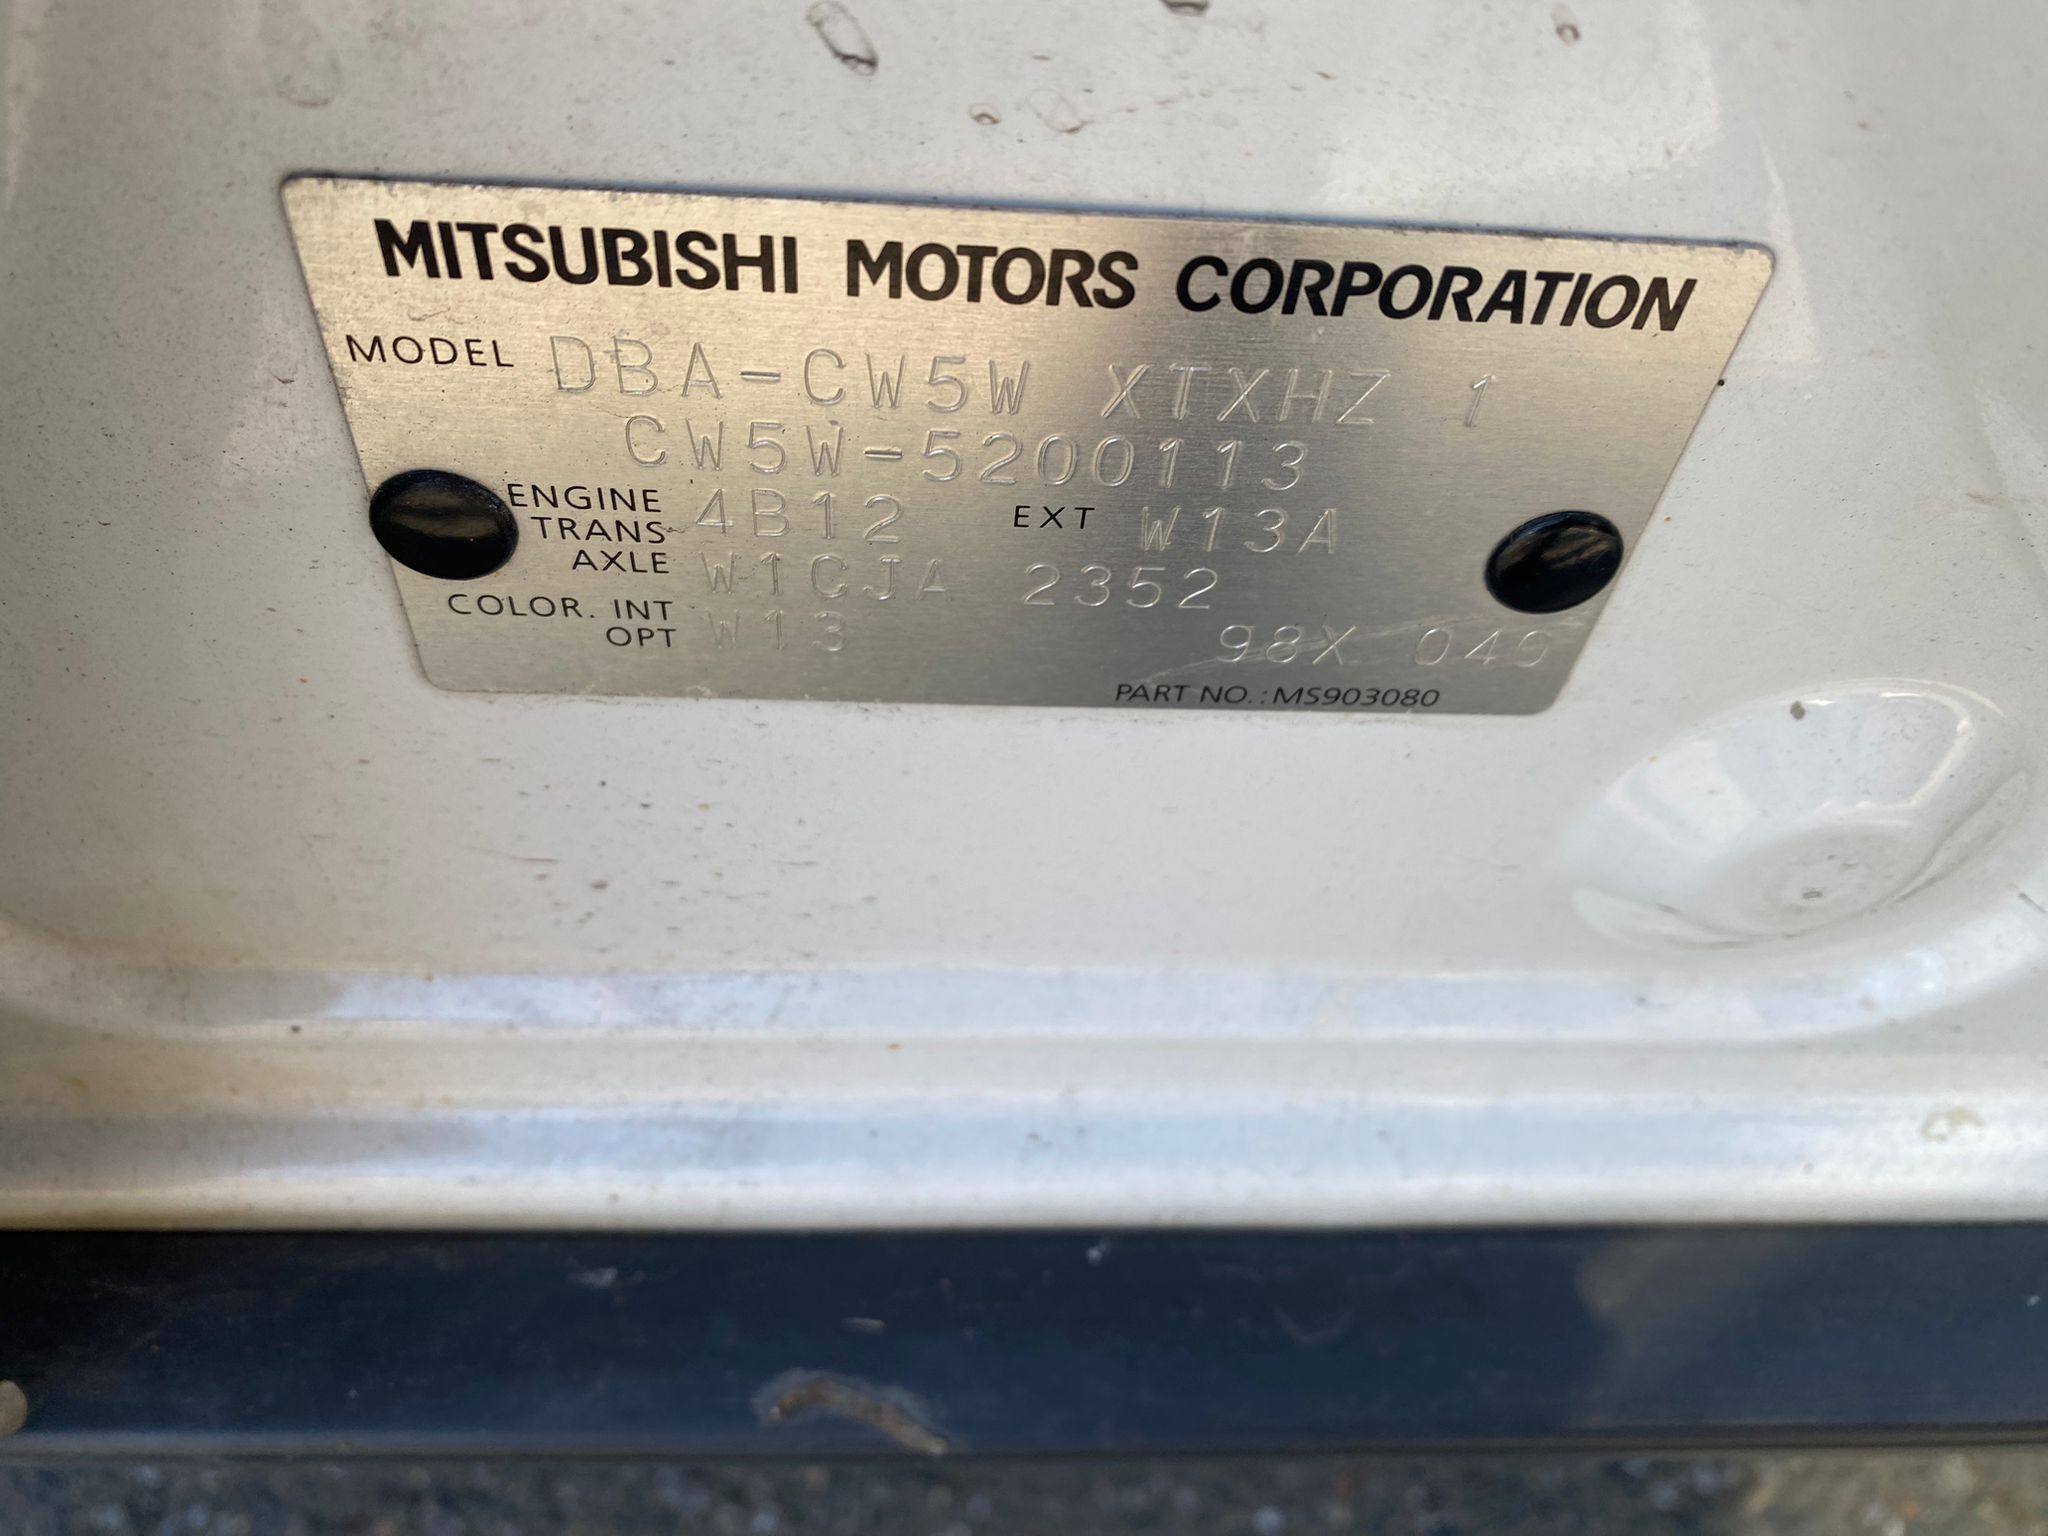 MITSUBISHI MOTORS CORPORATION
MODEL DBA-CW5W XTXHZ 1
CW5W-5200113
ENGINE 4B12 EXT W13A
TRANS
AXLE W1CJA 2352
COLOR. INT W13 98X 049
OPT
PART NO.:MS903080